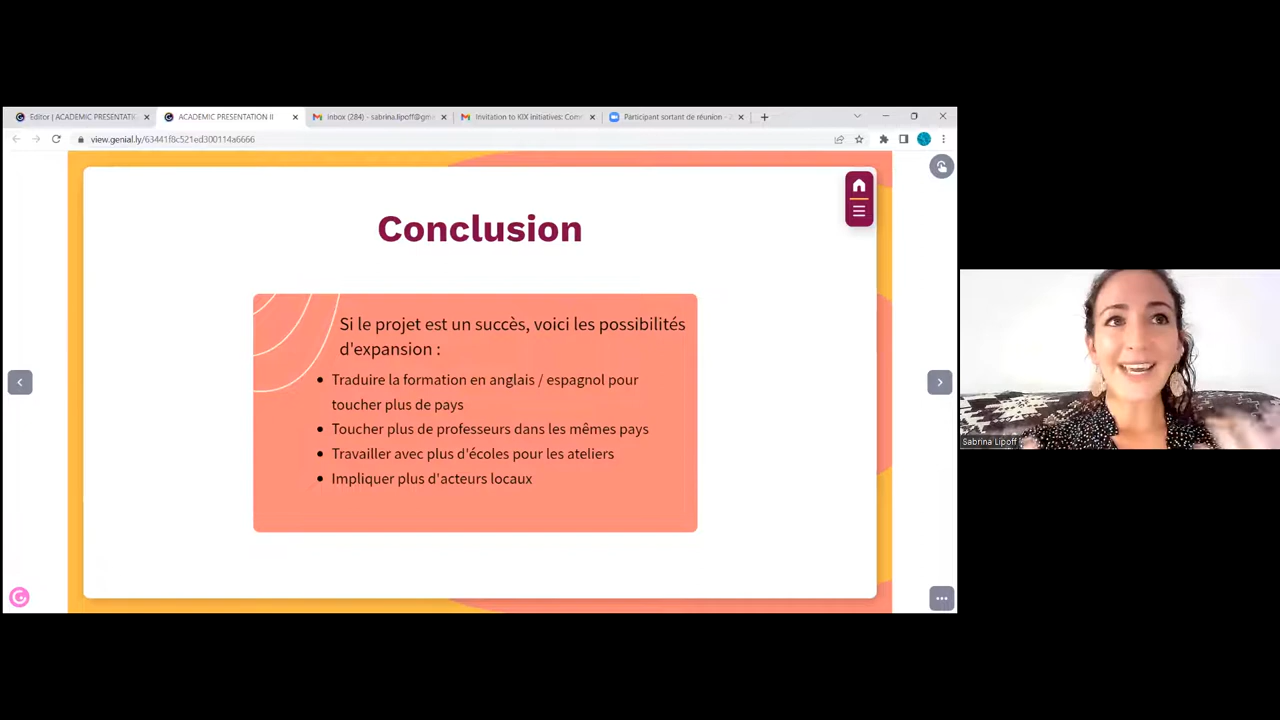 Editor | ACADEMIC PRESENTATI
ACADEMIC PRESENTATION II
Inbox (284) - sabrina.lipoff@gm
Invitation to KIX initiatives: Com
Participant sortant de réunion - Z
view.genial.ly/63441f8c521ed300114a6666
Conclusion
Si le projet est un succès, voici les possibilités
d'expansion :
Traduire la formation en anglais / espagnol pour
toucher plus de pays
Toucher plus de professeurs dans les mêmes pays
Travailler avec plus d'écoles pour les ateliers
Impliquer plus d'acteurs locaux
Sabrina Lipoff